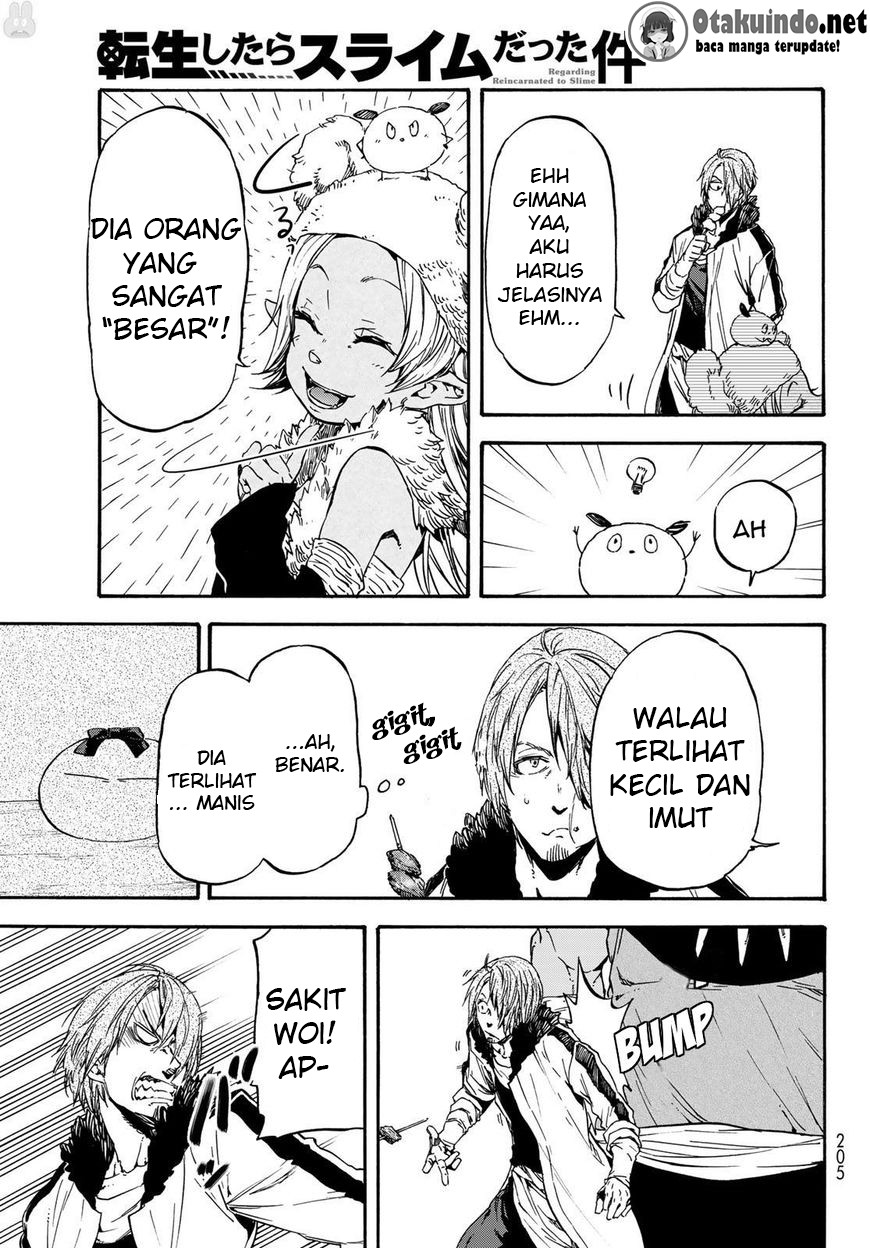 Otakuindo.net
baca manga terupdate!
転生したらスライムだった件
Regarding
Reincarnated to Slime
EHH
GIMANA
YAA,
AKU
HARUS
JELASINYA
EHM...
DIA ORANG
YANG
SANGAT
"BESAR"!
る
AH
WALAU
TERLIHAT
KECIL DAN
IMUT
gigit,
gigit
...AH,
BENAR.
DIA
TERLIHAT
... MANIS
BUMP
SAKIT
WOI!
AP-
205